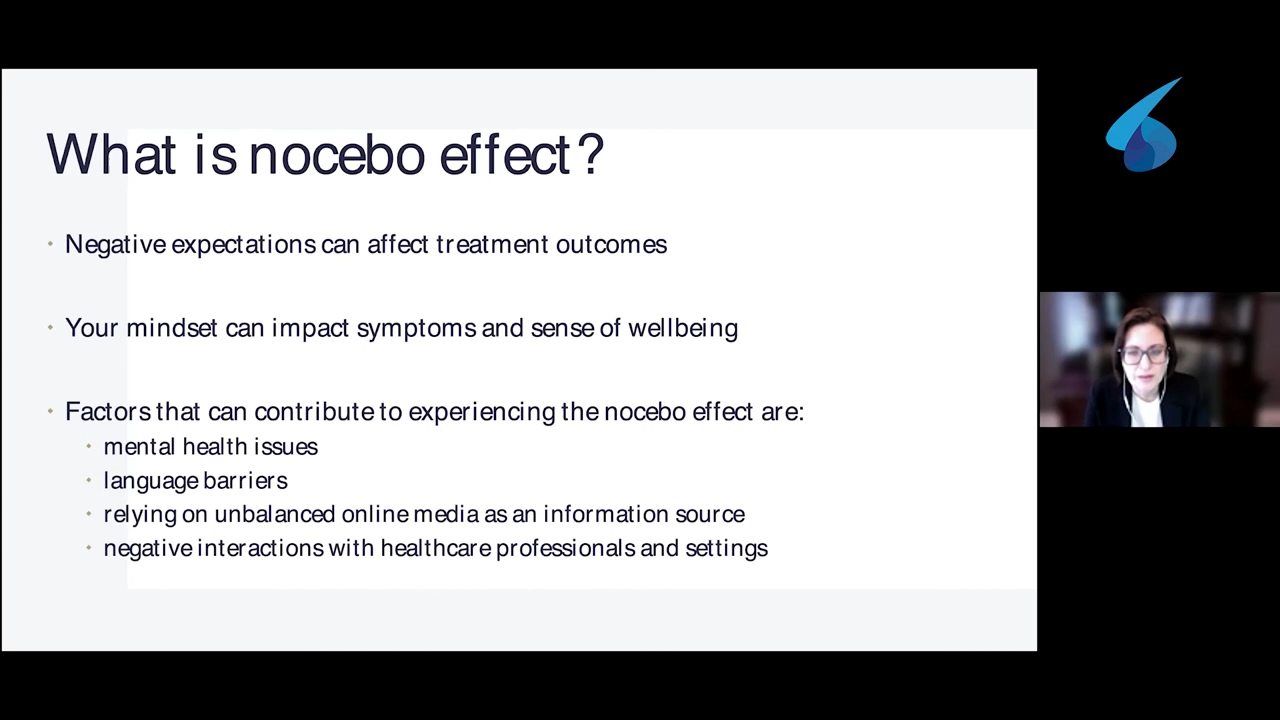 What is nocebo effect?
Negative expectations can affect treatment outcomes
Your mindset can impact symptoms and sense of wellbeing
Factors that can contribute to experiencing the nocebo effect are:
mental health issues
language barriers
relying on unbalanced online media as an information source
negative interactions with healthcare professionals and settings